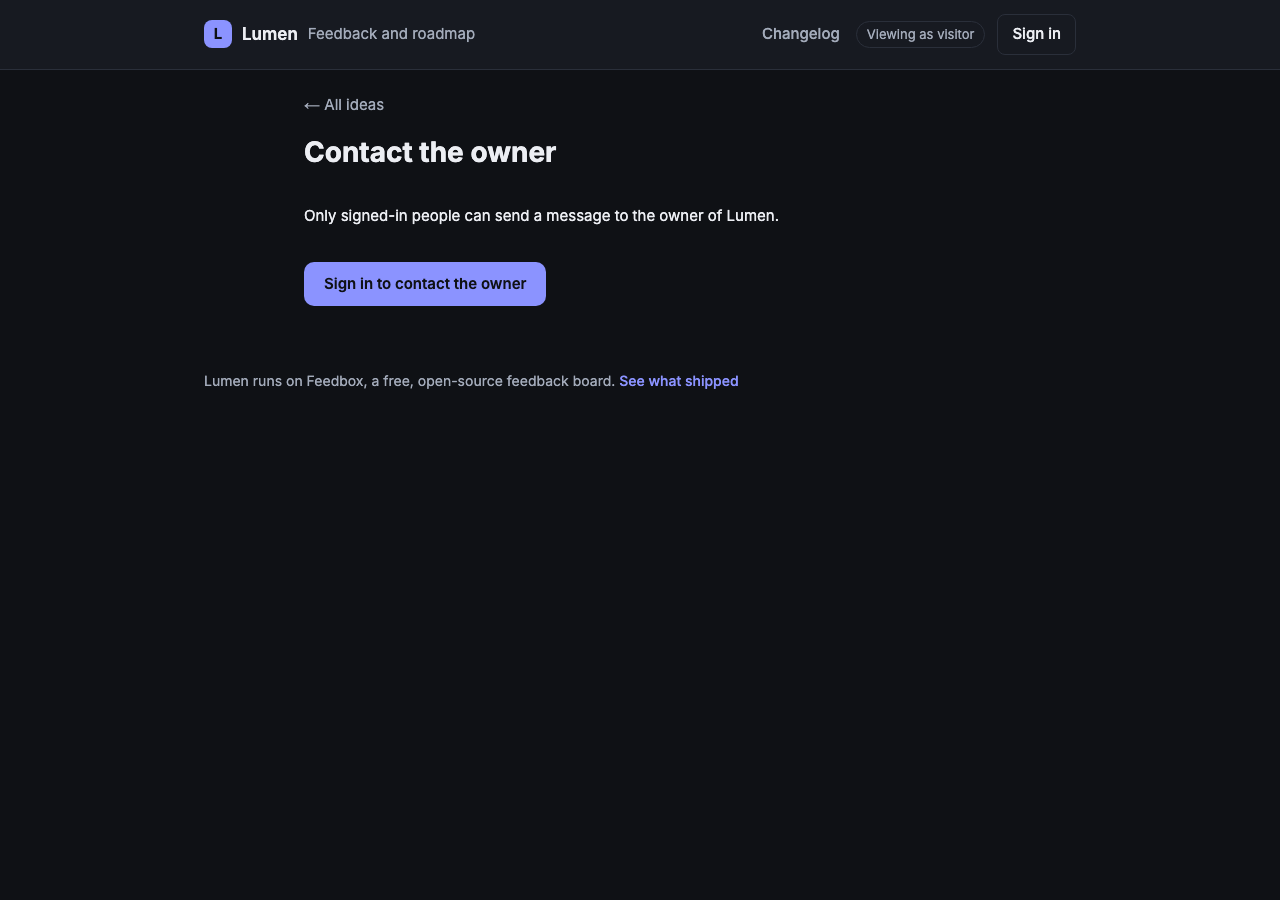 L Lumen Feedback and roadmap Changelog Viewing as visitor Sign in
← All ideas
Contact the owner
Only signed-in people can send a message to the owner of Lumen.
Sign in to contact the owner
Lumen runs on Feedbox, a free, open-source feedback board. See what shipped